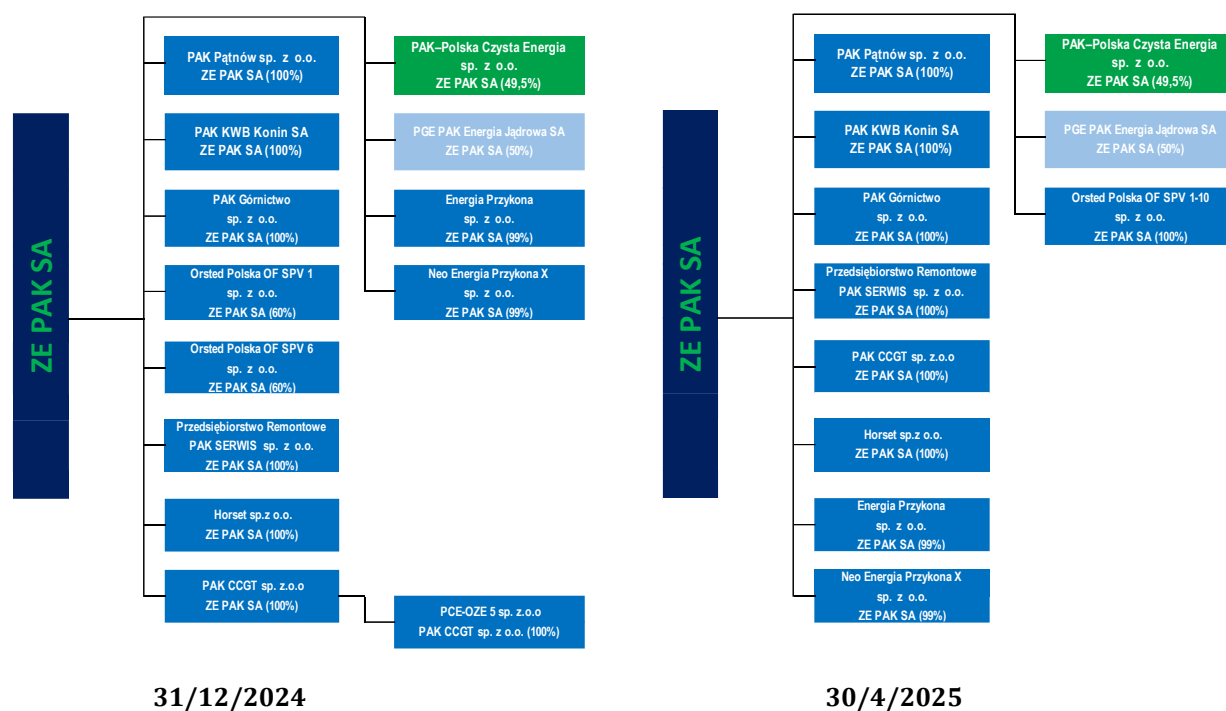 ZE PAK SA
PAK Pątnów sp. z o.o.
ZE PAK SA (100%)
PAK KWB Konin SA
ZE PAK SA (100%)
PAK Górnictwo
sp. z o.o.
ZE PAK SA (100%)
Orsted Polska OF SPV 1
sp. z o.o.
ZE PAK SA (60%)
Orsted Polska OF SPV 6
sp. z o.o.
ZE PAK SA (60%)
Przedsiębiorstwo Remontowe
PAK SERWIS sp. z o.o.
ZE PAK SA (100%)
Horset sp.z o.o.
ZE PAK SA (100%)
PAK CCGT sp. z.o.o
ZE PAK SA (100%)
PAK–Polska Czysta Energia
sp. z o.o.
ZE PAK SA (49,5%)
PGE PAK Energia Jądrowa SA
ZE PAK SA (50%)
Energia Przykona
sp. z o.o.
ZE PAK SA (99%)
Neo Energia Przykona X
sp. z o.o.
ZE PAK SA (99%)
PCE-OZE 5 sp. z.o.o
PAK CCGT sp. z o.o. (100%)
31/12/2024
ZE PAK SA
PAK Pątnów sp. z o.o.
ZE PAK SA (100%)
PAK KWB Konin SA
ZE PAK SA (100%)
PAK Górnictwo
sp. z o.o.
ZE PAK SA (100%)
Przedsiębiorstwo Remontowe
PAK SERWIS sp. z o.o.
ZE PAK SA (100%)
PAK CCGT sp. z.o.o
ZE PAK SA (100%)
Horset sp.z o.o.
ZE PAK SA (100%)
Energia Przykona
sp. z o.o.
ZE PAK SA (99%)
Neo Energia Przykona X
sp. z o.o.
ZE PAK SA (99%)
PAK–Polska Czysta Energia
sp. z o.o.
ZE PAK SA (49,5%)
PGE PAK Energia Jądrowa SA
ZE PAK SA (50%)
Orsted Polska OF SPV 1-10
sp. z o.o.
ZE PAK SA (100%)
30/4/2025